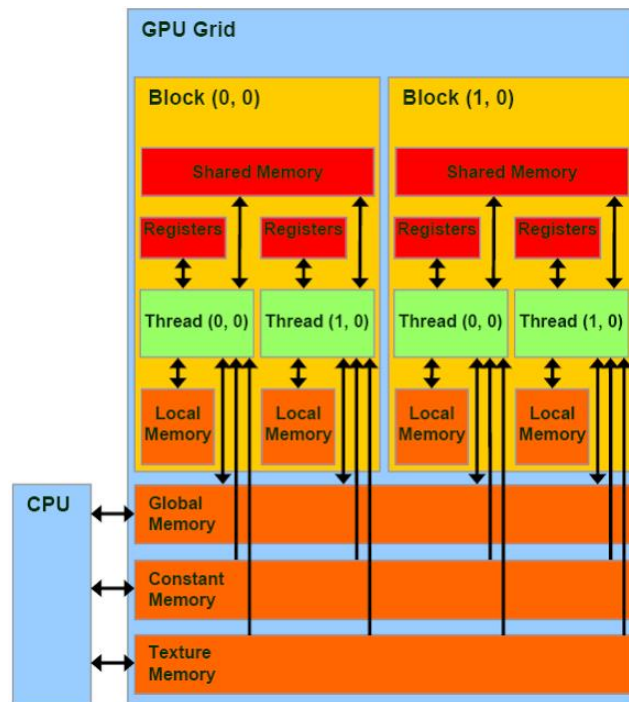 GPU Grid
Block (0, 0)
Block (1, 0)
Shared Memory
Shared Memory
Registers
Registers
Registers
Registers
Thread (0, 0)
Thread (1, 0)
Thread (0, 0)
Thread (1, 0)
Local
Memory
Local
Memory
Local
Memory
Local
Memory
CPU
Global
Memory
Constant
Memory
Texture
Memory